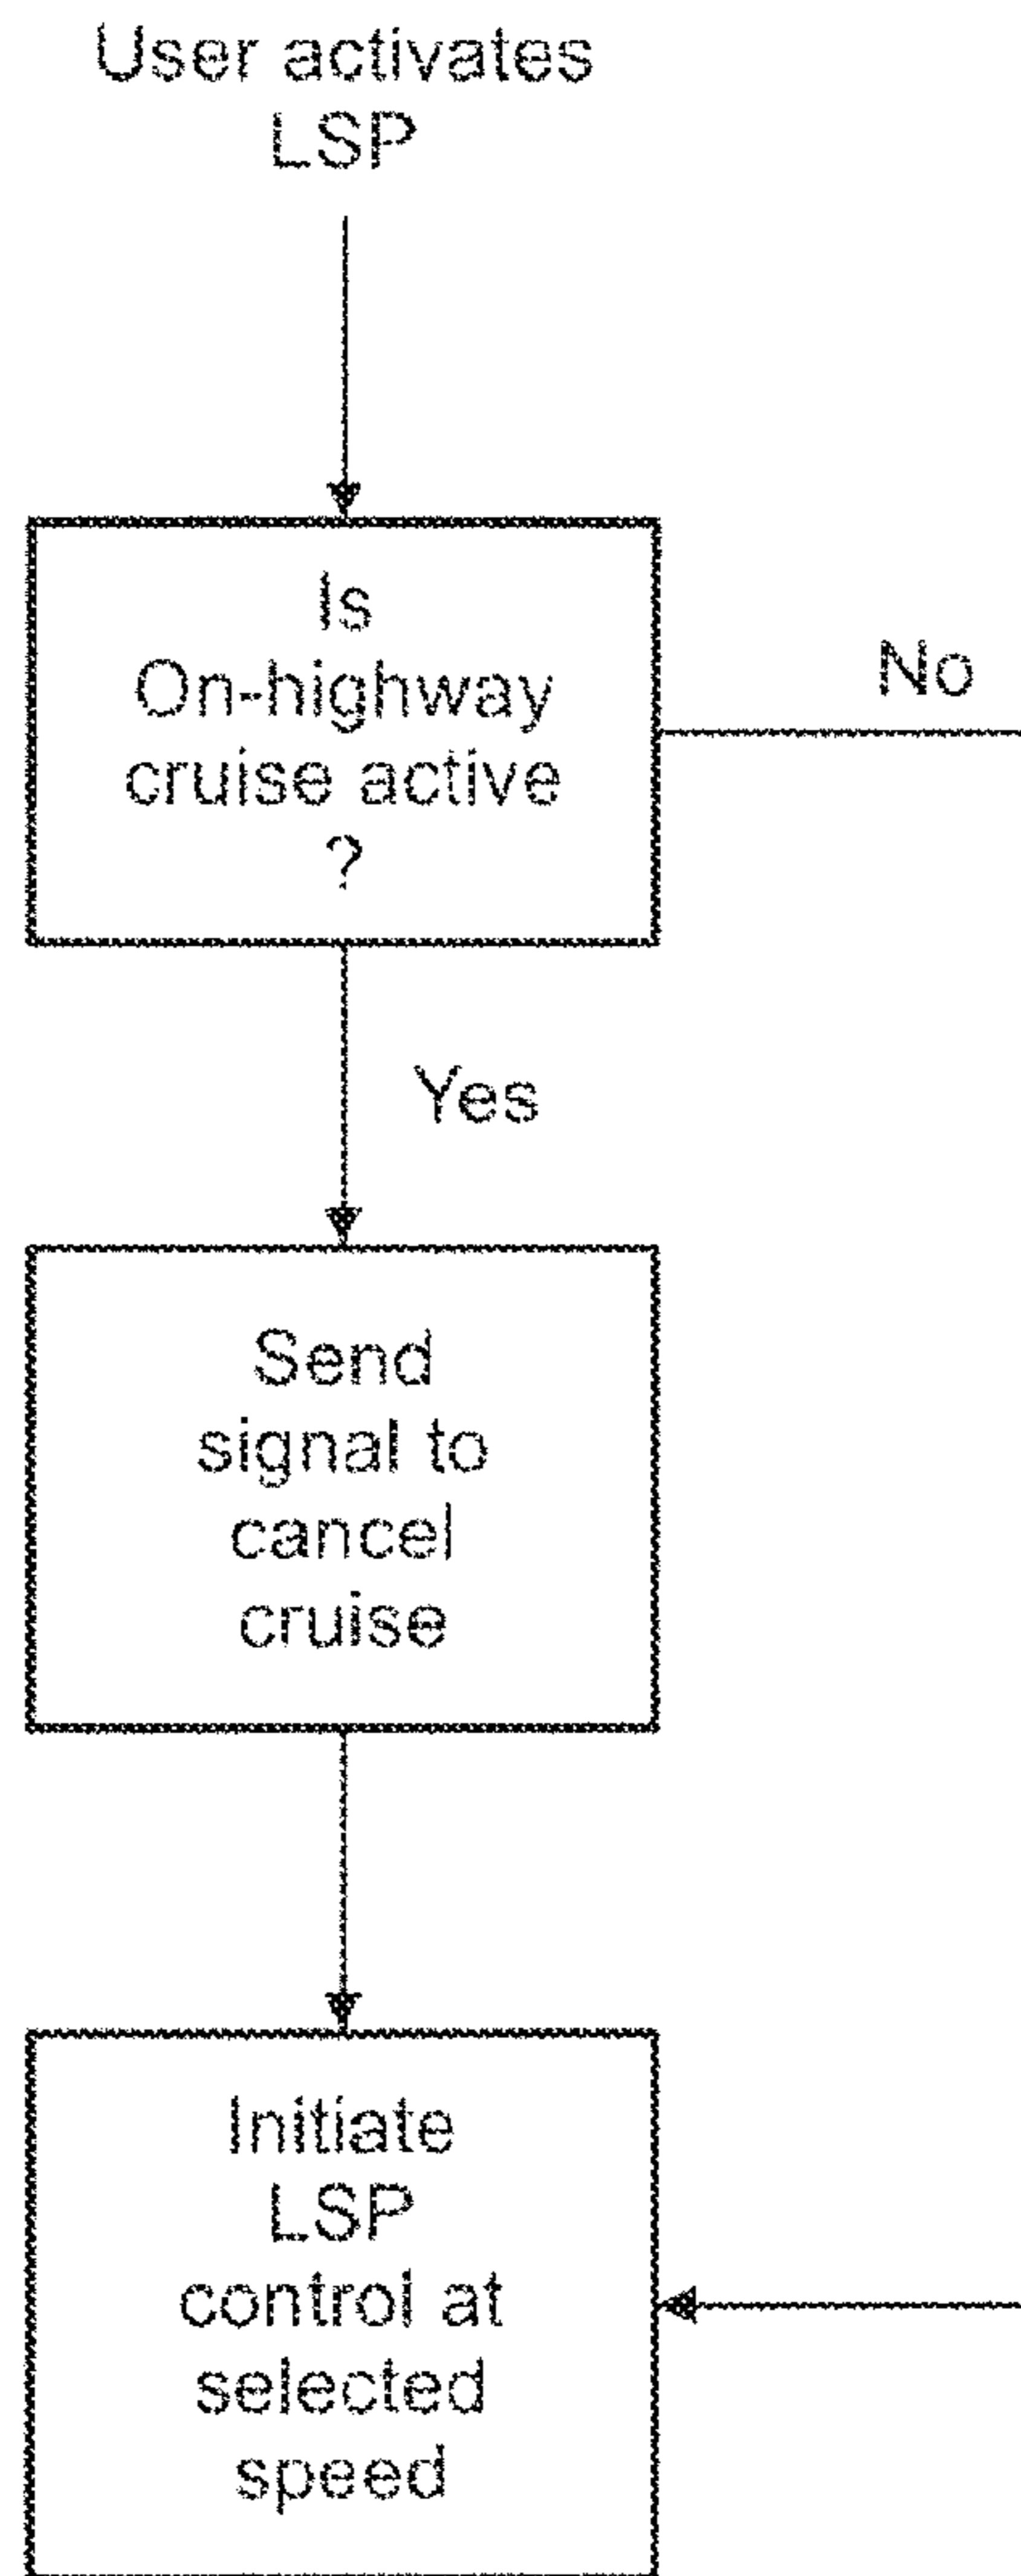 User activates
LSP
Is
On-highway
cruise active
?
No
Yes
Send
signal to
cancel
cruise
Initiate
LSP
control at
selected
speed